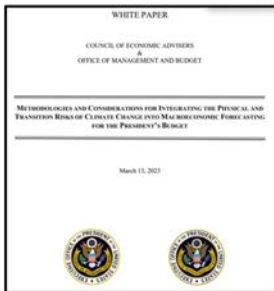 WHITE PAPER
COUNCIL OF ECONOMIC ADVISERS
&
OFFICE OF MANAGEMENT AND BUDGET
METHODOLOGIES AND CONSIDERATIONS FOR INTEGRATING THE PHYSICAL AND
TRANSITION RISKS OF CLIMATE CHANGE INTO MACROECONOMIC FORECASTING
FOR THE PRESIDENT'S BUDGET
March 13, 2023